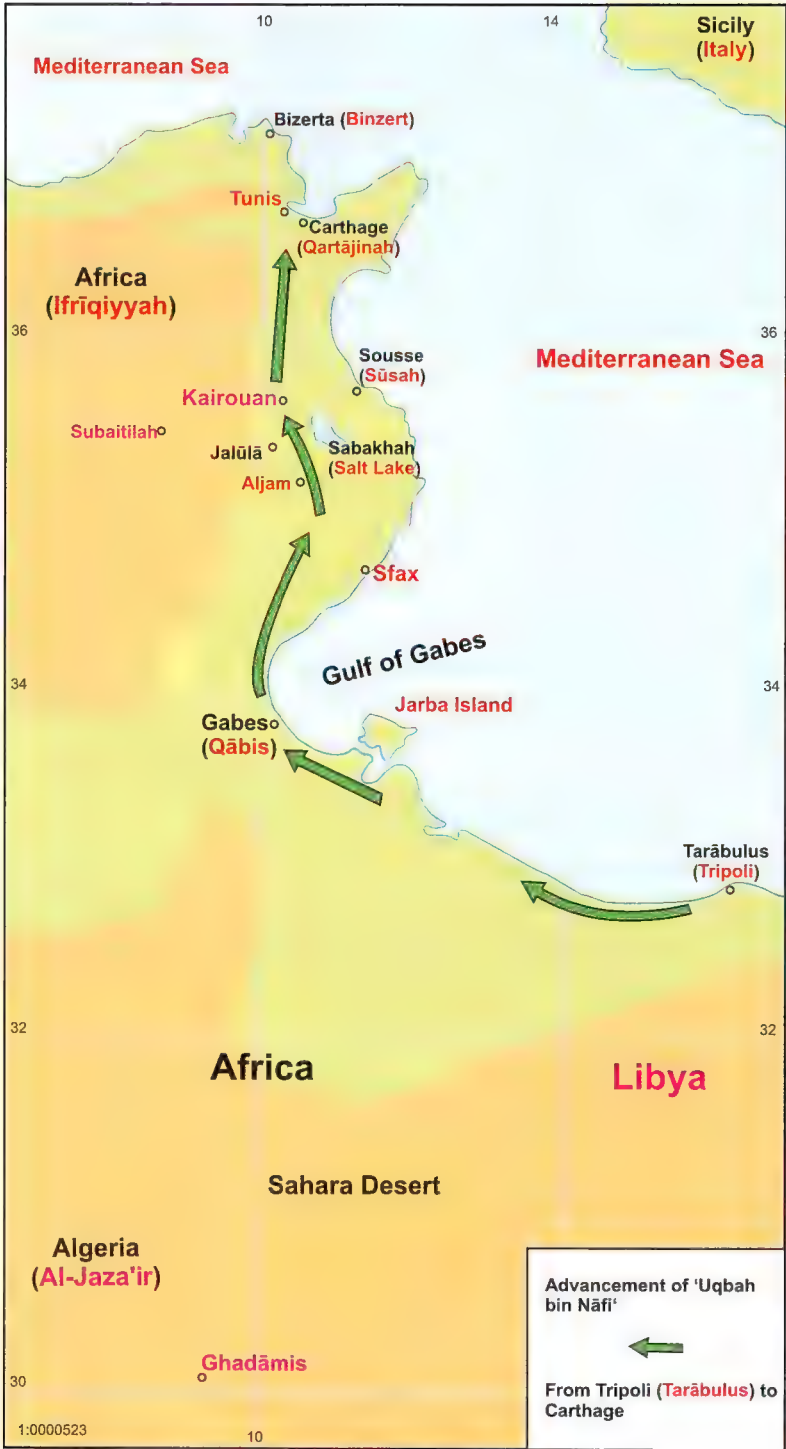 10
14
Sicily
(Italy)
Mediterranean Sea
Bizerta (Binzert)
Tunis
Carthage
(Qartājinah)
Africa
(Ifrīqiyyah)
36
36
Sousse
(Sūsah)
Mediterranean Sea
Kairouan
Subaitilah
Jalūlā
Sabakhah
(Salt Lake)
Aljam
Sfax
Gulf of Gabes
34
34
Jarba Island
Gabes
(Qābis)
Tarābulus
(Tripoli)
32
32
Africa
Libya
Sahara Desert
Algeria
(Al-Jaza'ir)
Ghadāmis
30
1:0000523
10
Advancement of ‘Uqbah
bin Nāfi‘
From Tripoli (Tarābulus) to
Carthage